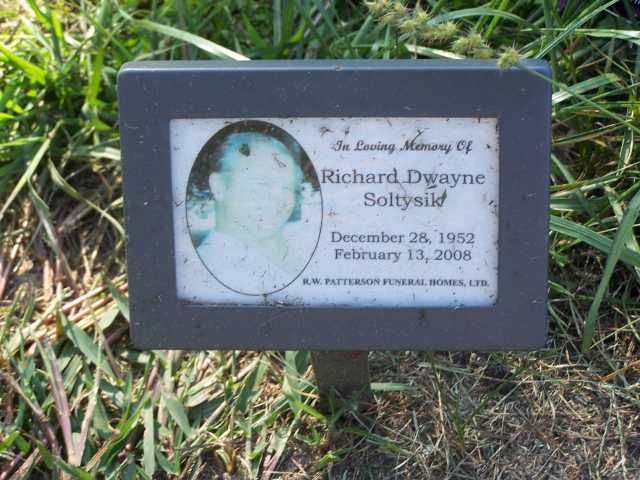 In Loving Memory Of
Richard Dwayne
Soltysik
December 28, 1952
February 13, 2008
R.W. PATTERSON FUNERAL HOMES, LTD.